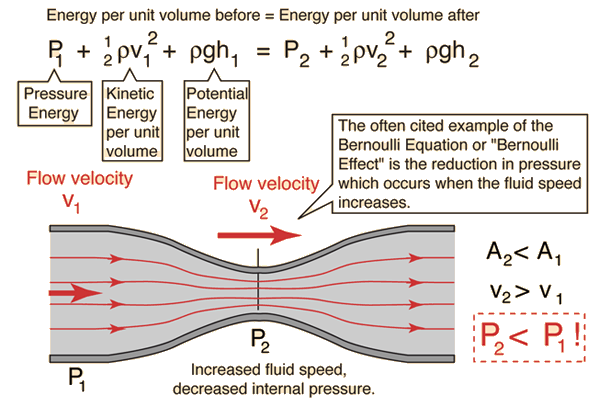 Energy per unit volume before = Energy per unit volume after
P₁ + ½ρv₁² + ρgh₁ = P₂ + ½ρv₂² + ρgh₂
Pressure
Energy
Kinetic
Energy
per unit
volume
Potential
Energy
per unit
volume
The often cited example of the
Bernoulli Equation or "Bernoulli
Effect" is the reduction in pressure
which occurs when the fluid speed
increases.
Flow velocity
v₁
Flow velocity
v₂
A₂< A₁
v₂> v₁
P₂< P₁!
P₁
P₂
Increased fluid speed,
decreased internal pressure.